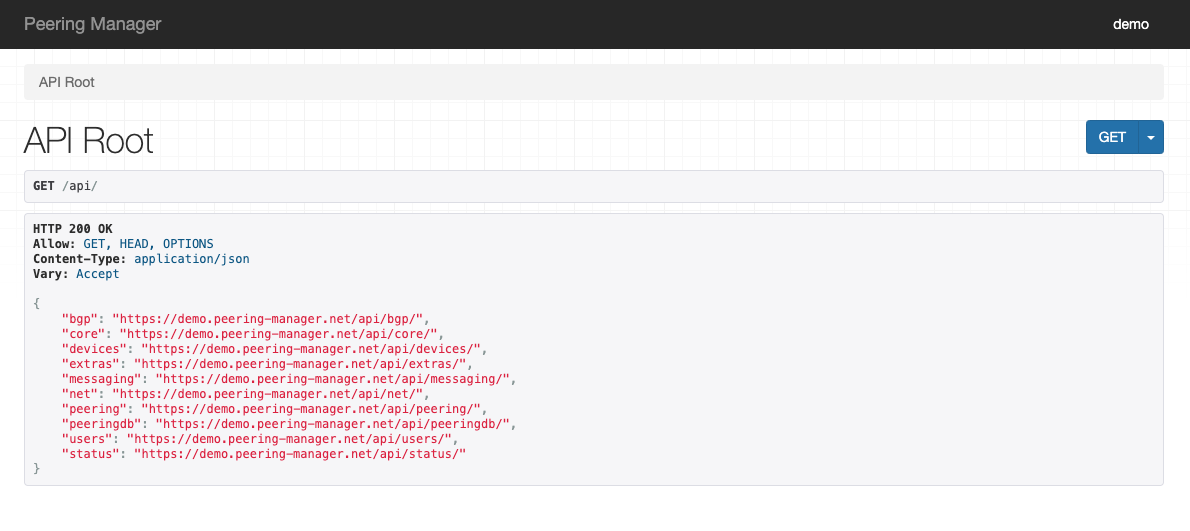 Peering Manager
demo
API Root
API Root
GET
GET /api/
HTTP 200 OK
Allow: GET, HEAD, OPTIONS
Content-Type: application/json
Vary: Accept
{
    "bgp": "https://demo.peering-manager.net/api/bgp/",
    "core": "https://demo.peering-manager.net/api/core/",
    "devices": "https://demo.peering-manager.net/api/devices/",
    "extras": "https://demo.peering-manager.net/api/extras/",
    "messaging": "https://demo.peering-manager.net/api/messaging/",
    "net": "https://demo.peering-manager.net/api/net/",
    "peering": "https://demo.peering-manager.net/api/peering/",
    "peeringdb": "https://demo.peering-manager.net/api/peeringdb/",
    "users": "https://demo.peering-manager.net/api/users/",
    "status": "https://demo.peering-manager.net/api/status/"
}